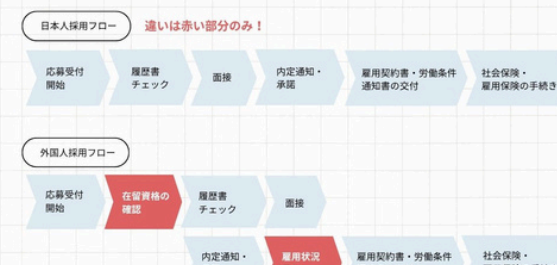 日本人採用フロー
違いは赤い部分のみ！
応募受付
開始
履歴書
チェック
面接
内定通知・
承諾
雇用契約書・労働条件
通知書の交付
社会保険・
雇用保険の手続き
外国人採用フロー
応募受付
開始
在留資格の
確認
履歴書
チェック
面接
内定通知・
雇用状況
雇用契約書・労働条件
社会保険・